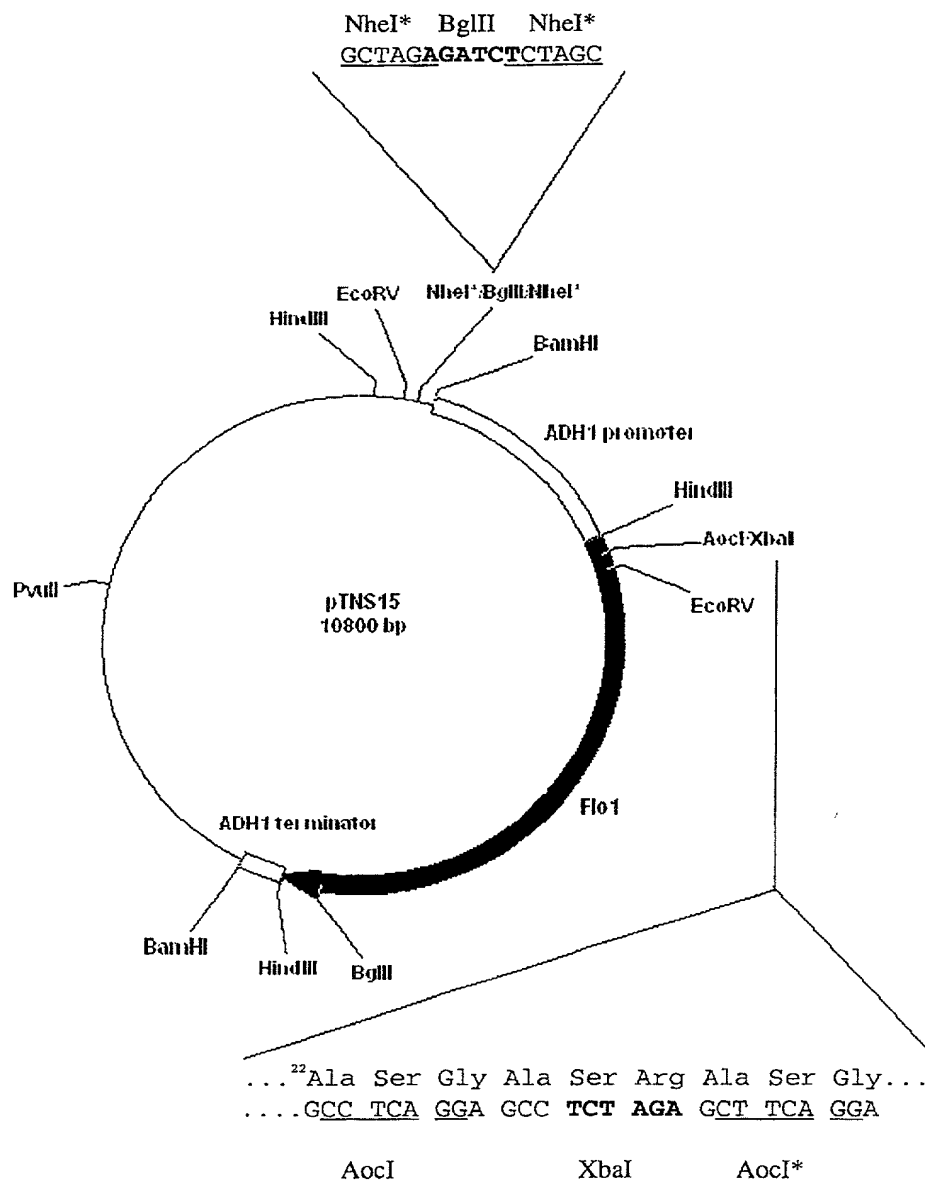 NheI* BglII NheI*
GCTAGAGATCTCTAGC
EcoRV
NheI*/BglII/NheI*
HindIII
BamHI
ADH1 promoter
HindIII
AocI-XbaI
PvuII
EcoRV
pTNS15
10800 bp
Flo1
ADH1 terminator
BamHI
HindIII
BglII
...²²Ala Ser Gly Ala Ser Arg Ala Ser Gly...
....GCC TCA GGA GCC TCT AGA GCT TCA GGA
AocI XbaI AocI*